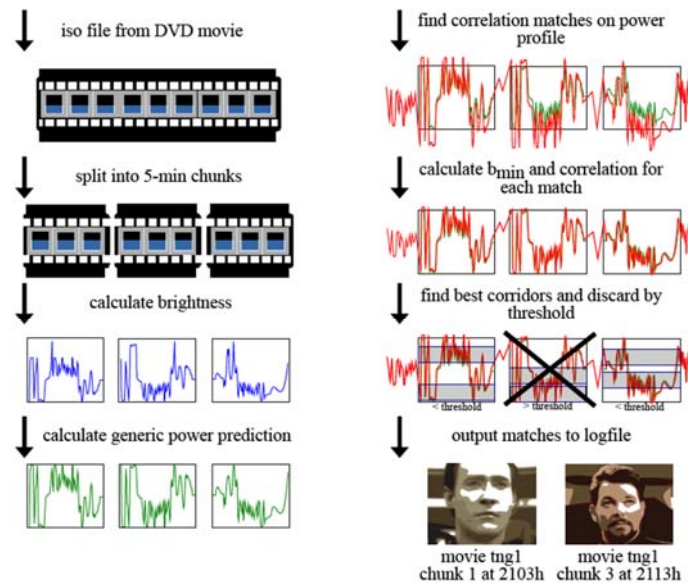 iso file from DVD movie
split into 5-min chunks
calculate brightness
calculate generic power prediction
find correlation matches on power
profile
calculate bmin and correlation for
each match
find best corridors and discard by
threshold
< threshold
> threshold
< threshold
output matches to logfile
movie tng1
chunk 1 at 2103h
movie tng1
chunk 3 at 2113h